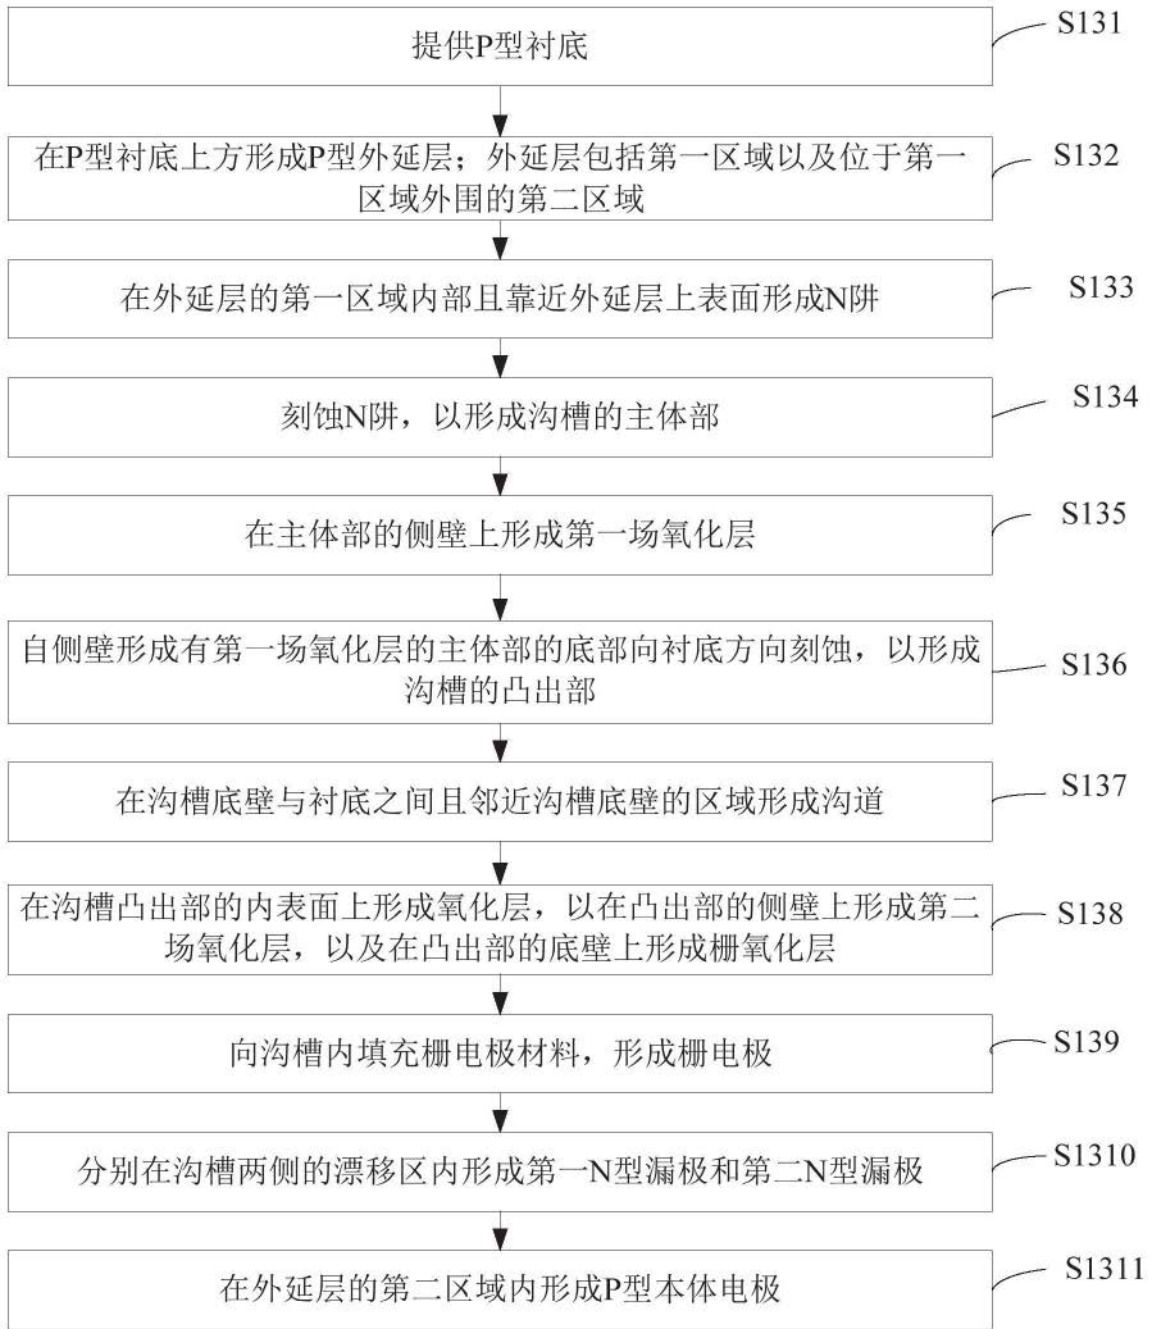 提供P型衬底
S131
在P型衬底上方形成P型外延层；外延层包括第一区域以及位于第一
区域外围的第二区域
S132
在外延层的第一区域内部且靠近外延层上表面形成N阱
S133
刻蚀N阱，以形成沟槽的主体部
S134
在主体部的侧壁上形成第一场氧化层
S135
自侧壁形成有第一场氧化层的主体部的底部向衬底方向刻蚀，以形成
沟槽的凸出部
S136
在沟槽底壁与衬底之间且邻近沟槽底壁的区域形成沟道
S137
在沟槽凸出部的内表面上形成氧化层，以在凸出部的侧壁上形成第二
场氧化层，以及在凸出部的底壁上形成栅氧化层
S138
向沟槽内填充栅电极材料，形成栅电极
S139
分别在沟槽两侧的漂移区内形成第一N型漏极和第二N型漏极
S1310
在外延层的第二区域内形成P型本体电极
S1311